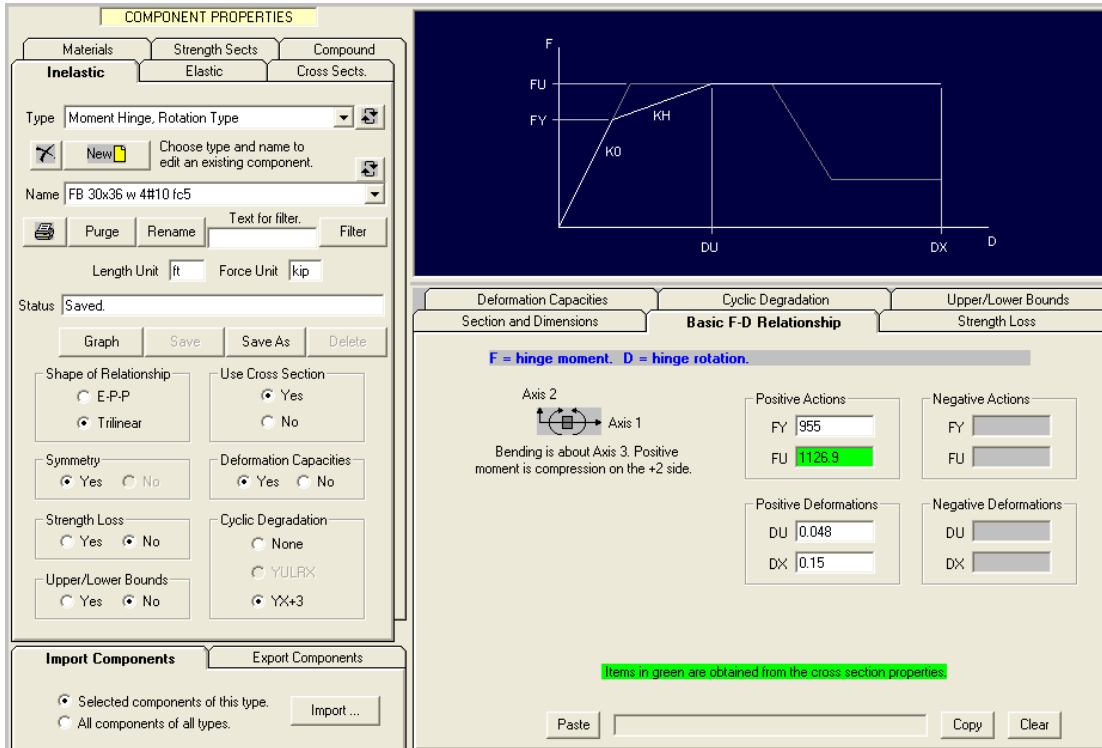 COMPONENT PROPERTIES
Materials Strength Sects Compound
Inelastic Elastic Cross Sects.
Type Moment Hinge, Rotation Type
New Choose type and name to
edit an existing component.
Name FB 30x36 w 4#10 fc5
Purge Rename Text for filter. Filter
Length Unit ft Force Unit kip
Status Saved.
Graph Save Save As Delete
Shape of Relationship
E-P-P
Trilinear
Use Cross Section
Yes
No
Symmetry
Yes No
Deformation Capacities
Yes No
Strength Loss
Yes No
Cyclic Degradation
None
YULRX
YX+3
Upper/Lower Bounds
Yes No
Import Components Export Components
Selected components of this type.
All components of all types.
Import ...
F
FU
FY
KH
K0
DU
DX
D
Deformation Capacities Cyclic Degradation Upper/Lower Bounds
Section and Dimensions Basic F-D Relationship Strength Loss
F = hinge moment. D = hinge rotation.
Axis 2
Axis 1
Bending is about Axis 3. Positive
moment is compression on the +2 side.
Positive Actions
FY 955
FU 1126.9
Negative Actions
FY
FU
Positive Deformations
DU 0.048
DX 0.15
Negative Deformations
DU
DX
Items in green are obtained from the cross section properties.
Paste Copy Clear